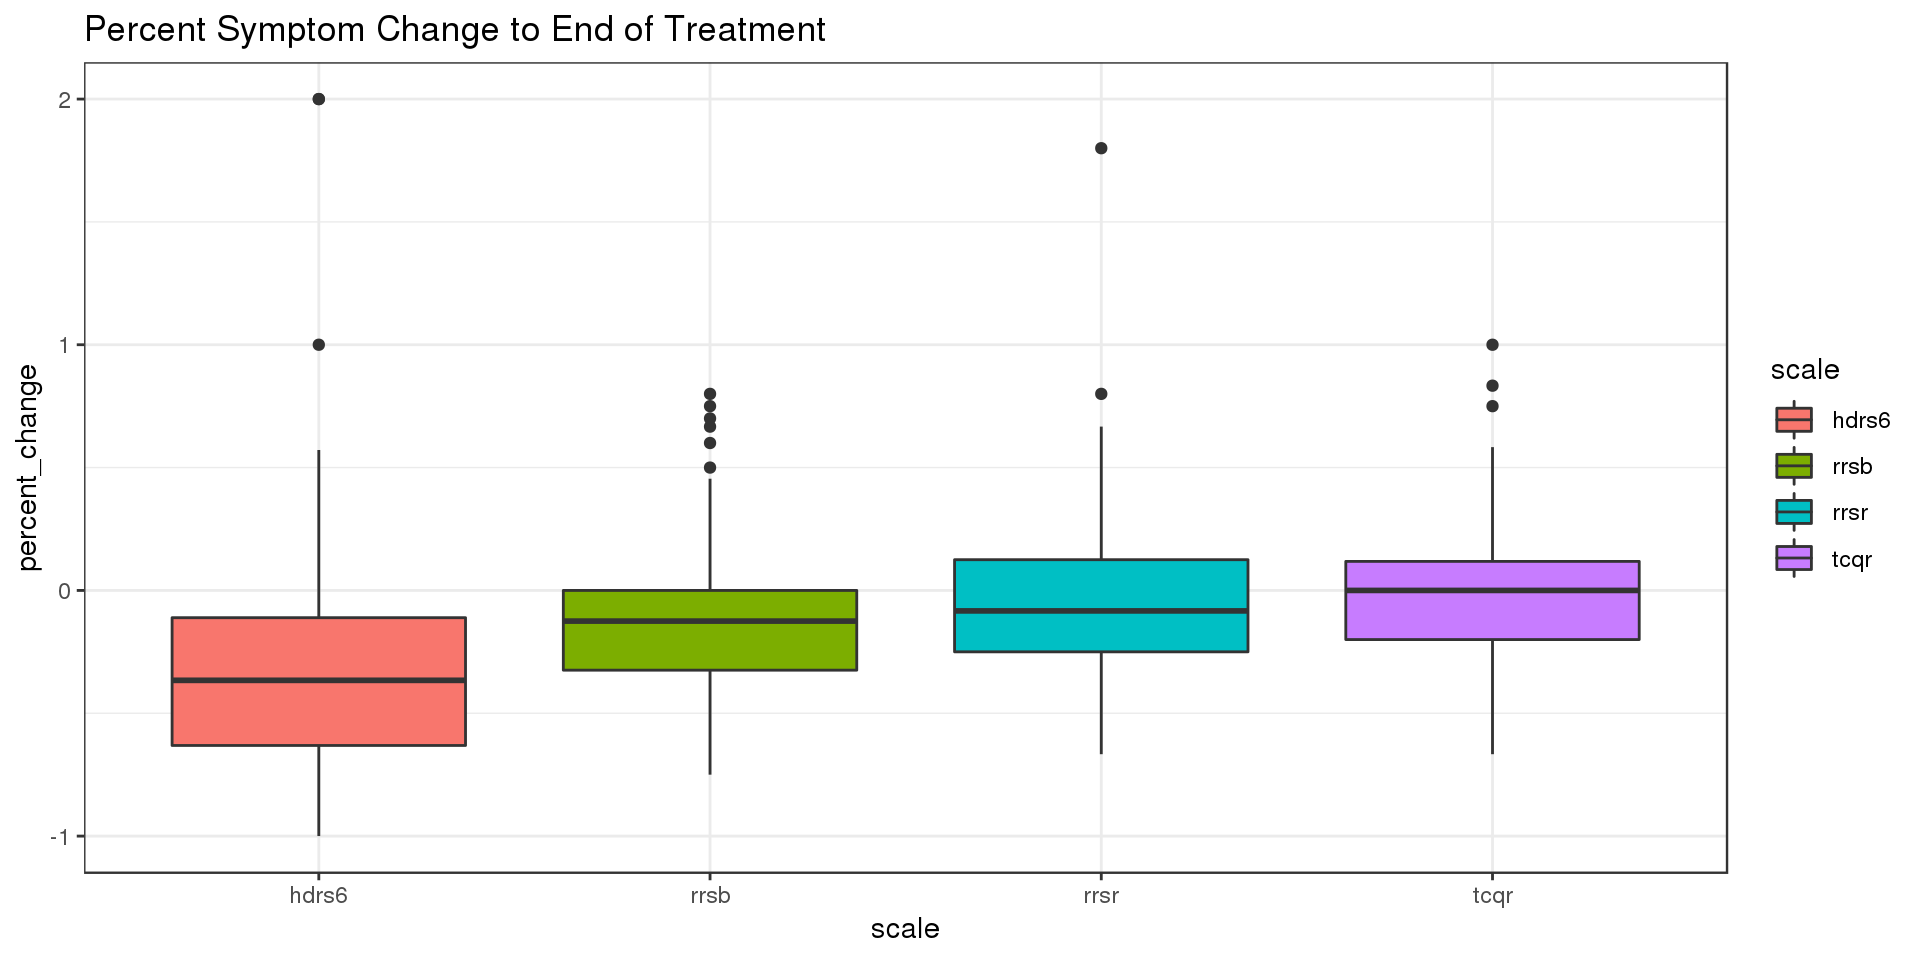 Percent Symptom Change to End of Treatment
percent_change
2
1
0
-1
hdrs6
rrsb
rrsr
tcqr
scale
scale
hdrs6
rrsb
rrsr
tcqr